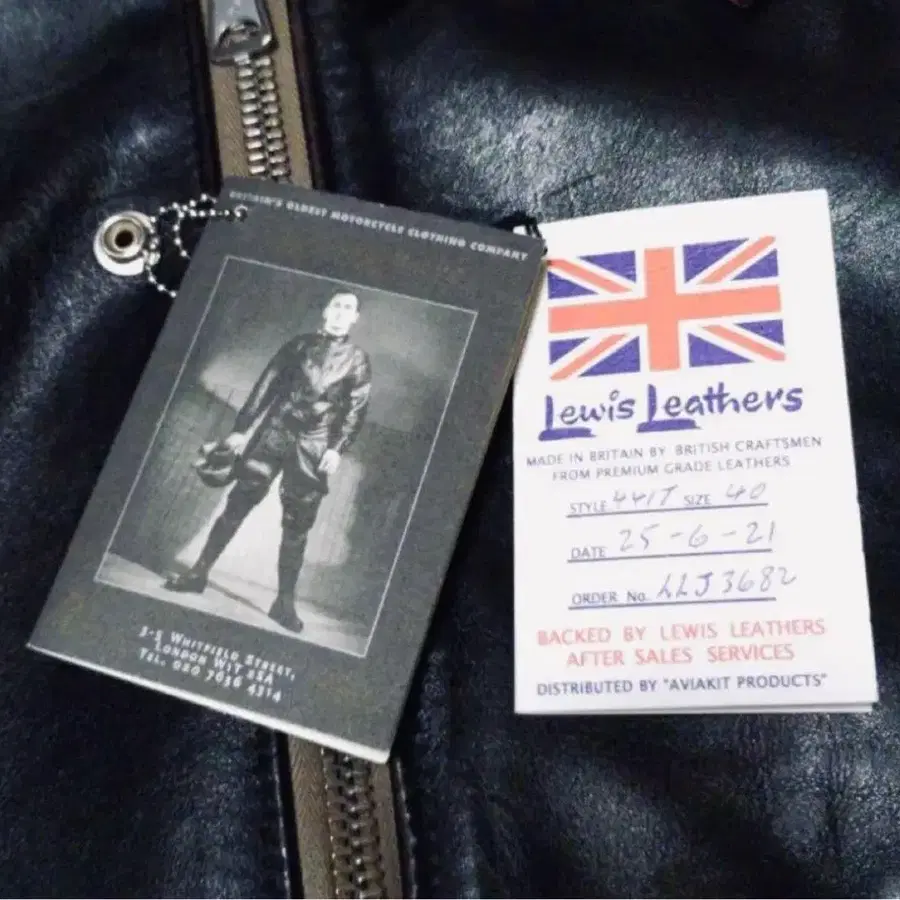 BRITAIN'S OLDEST MOTORCYCLE CLOTHING COMPANY
3-5 WHITFIELD STREET,
LONDON W1T 2SA
TEL. 020 7636 4314
Lewis Leathers
MADE IN BRITAIN BY BRITISH CRAFTSMEN
FROM PREMIUM GRADE LEATHERS
STYLE 441T SIZE 40
DATE 25-6-21
ORDER No. LLJ3682
BACKED BY LEWIS LEATHERS
AFTER SALES SERVICES
DISTRIBUTED BY "AVIAKIT PRODUCTS"